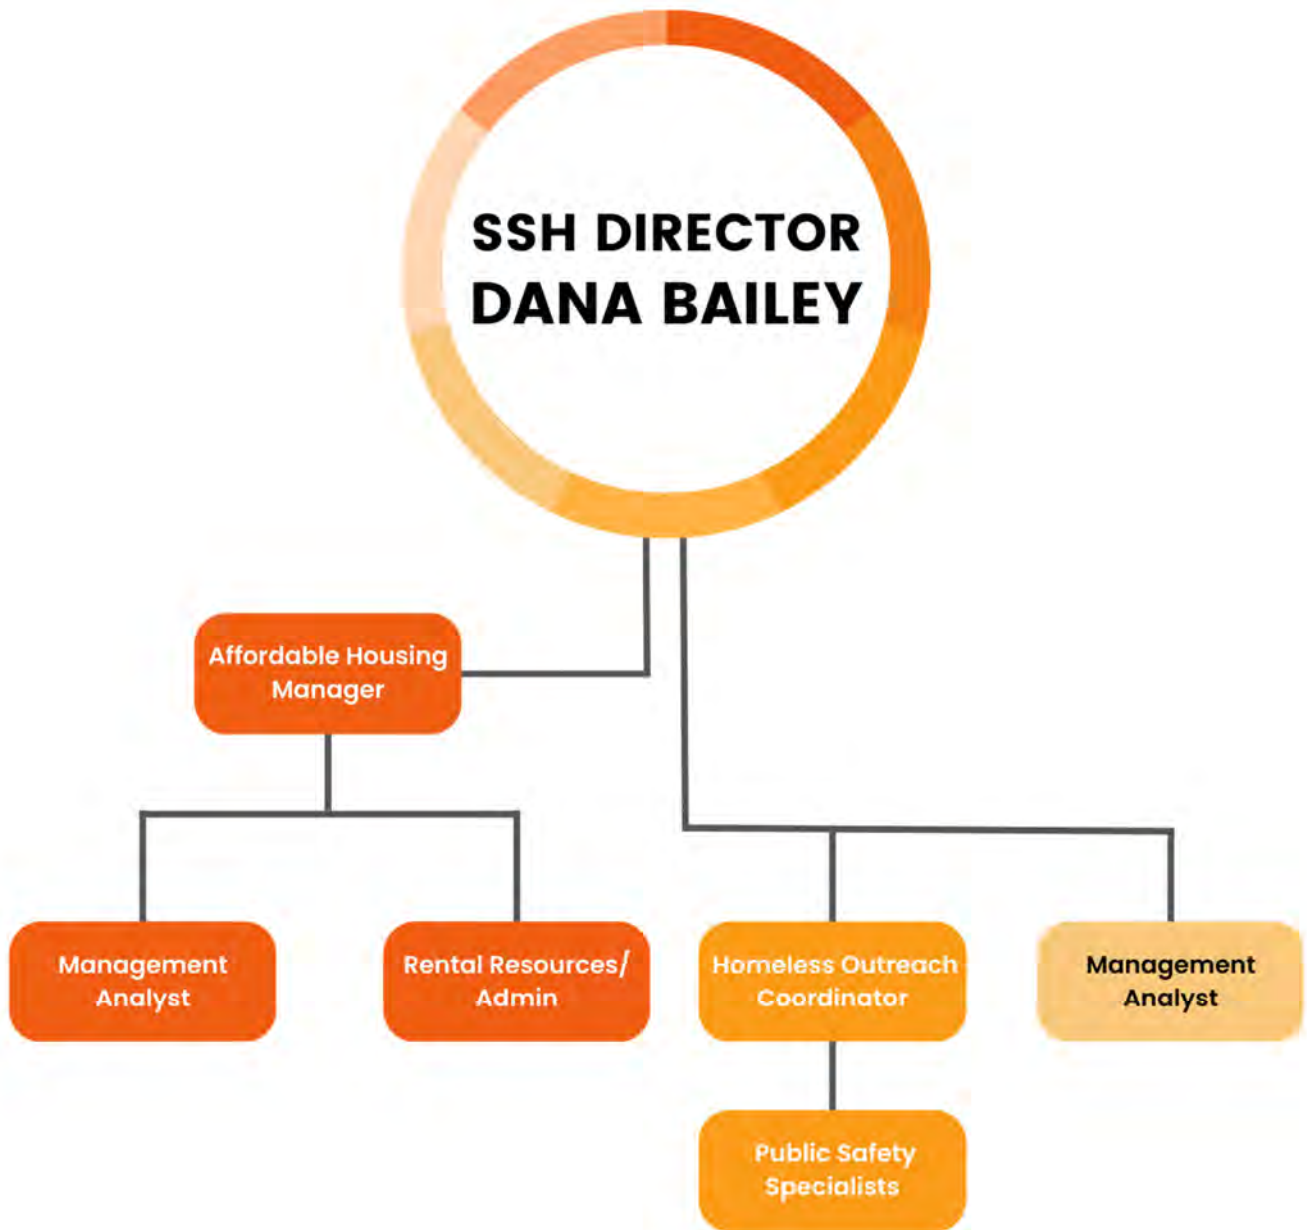 SSH DIRECTOR
DANA BAILEY
Affordable Housing
Manager
Management
Analyst
Rental Resources/
Admin
Homeless Outreach
Coordinator
Management
Analyst
Public Safety
Specialists